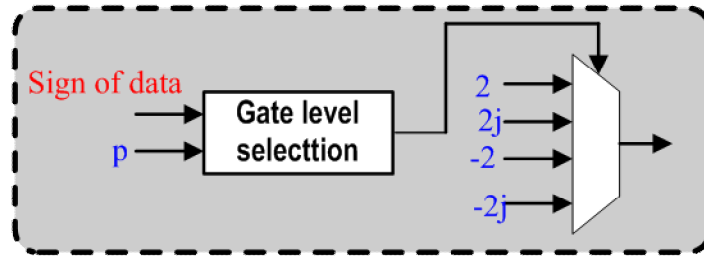 Sign of data
p
Gate level
selecttion
2
2j
-2
-2j